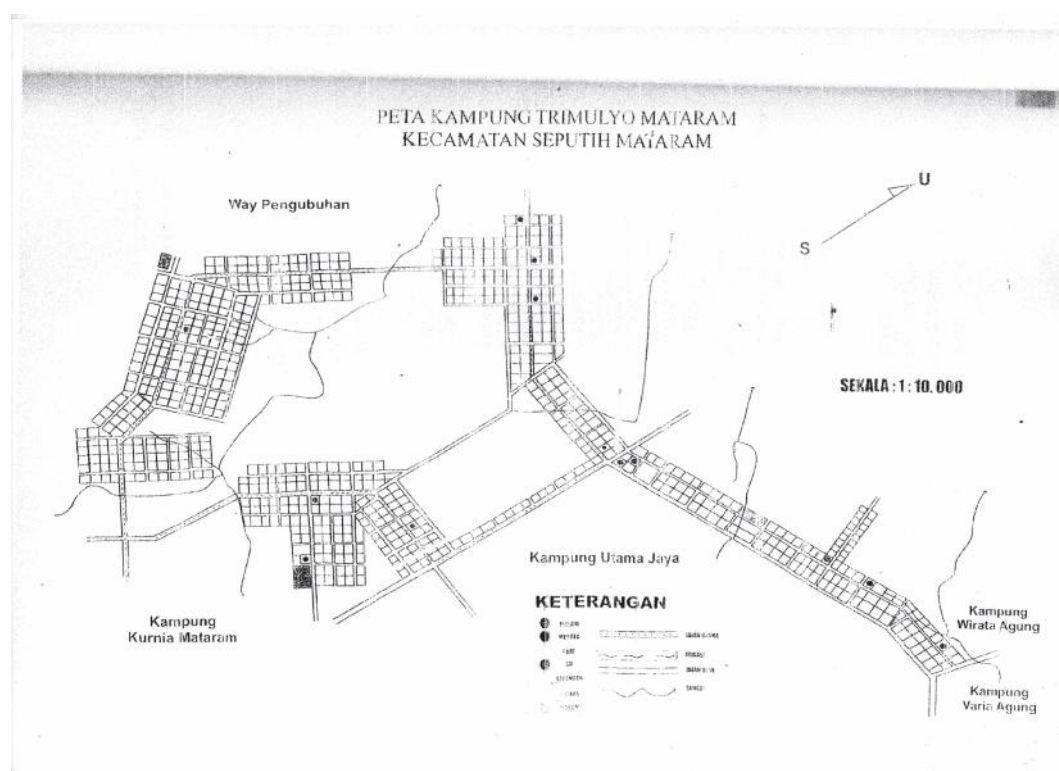 PETA KAMPUNG TRIMULYO MATARAM
KECAMATAN SEPUTIH MATARAM
U
Way Pengubuhan
S
SEKALA : 1 : 10.000
Kampung Utama Jaya
KETERANGAN
Kampung
Wirata Agung
Kampung
Kurnia Mataram
Kampung
Varia Agung